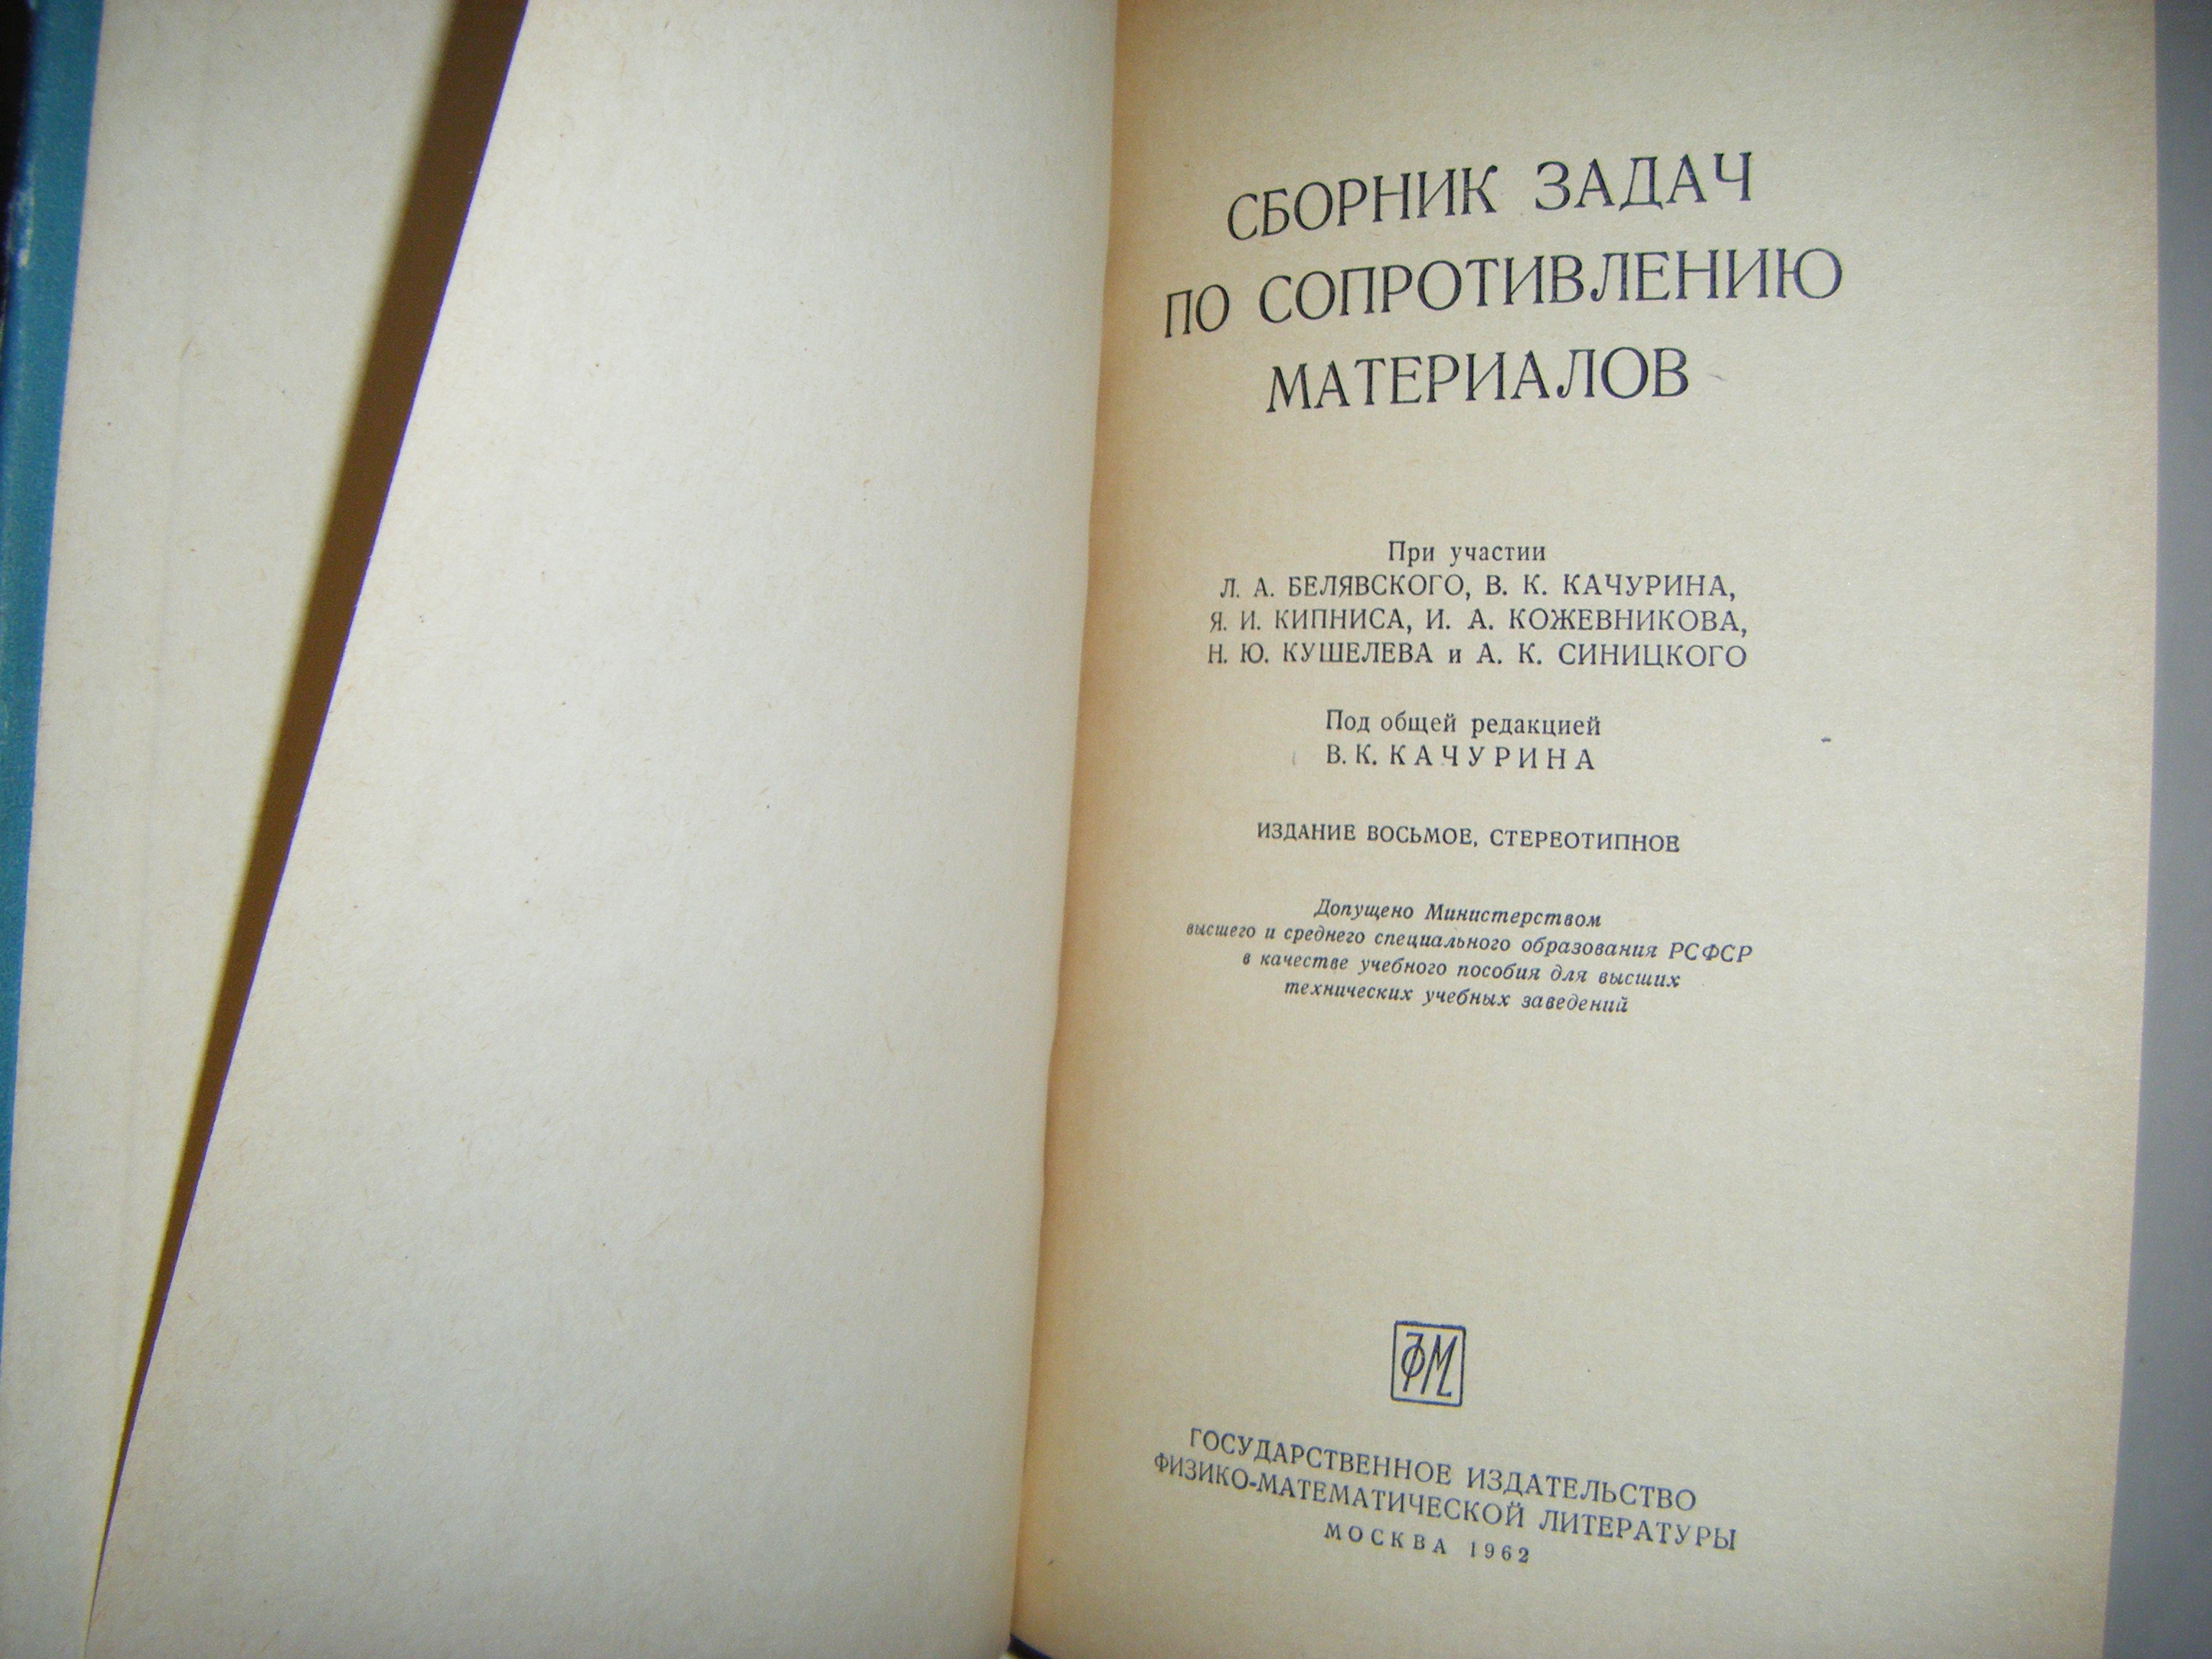 СБОРНИК ЗАДАЧ
ПО СОПРОТИВЛЕНИЮ
МАТЕРИАЛОВ
При участии
Л. А. БЕЛЯВСКОГО, В. К. КАЧУРИНА,
Я. И. КИПНИСА, И. А. КОЖЕВНИКОВА,
Н. Ю. КУШЕЛЕВА и А. К. СИНИЦКОГО
Под общей редакцией
В. К. КАЧУРИНА
ИЗДАНИЕ ВОСЬМОЕ, СТЕРЕОТИПНОЕ
Допущено Министерством
высшего и среднего специального образования РСФСР
в качестве учебного пособия для высших
технических учебных заведений
ФМ
ГОСУДАРСТВЕННОЕ ИЗДАТЕЛЬСТВО
ФИЗИКО-МАТЕМАТИЧЕСКОЙ ЛИТЕРАТУРЫ
МОСКВА 1962